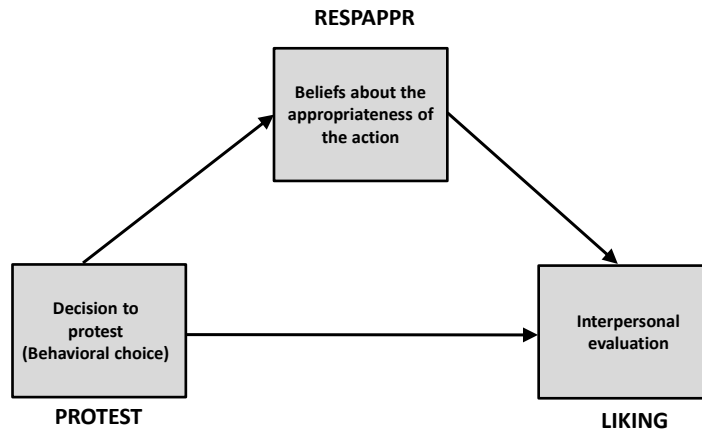 RESPAPPR
Beliefs about the
appropriateness of
the action
Decision to
protest
(Behavioral choice)
PROTEST
Interpersonal
evaluation
LIKING